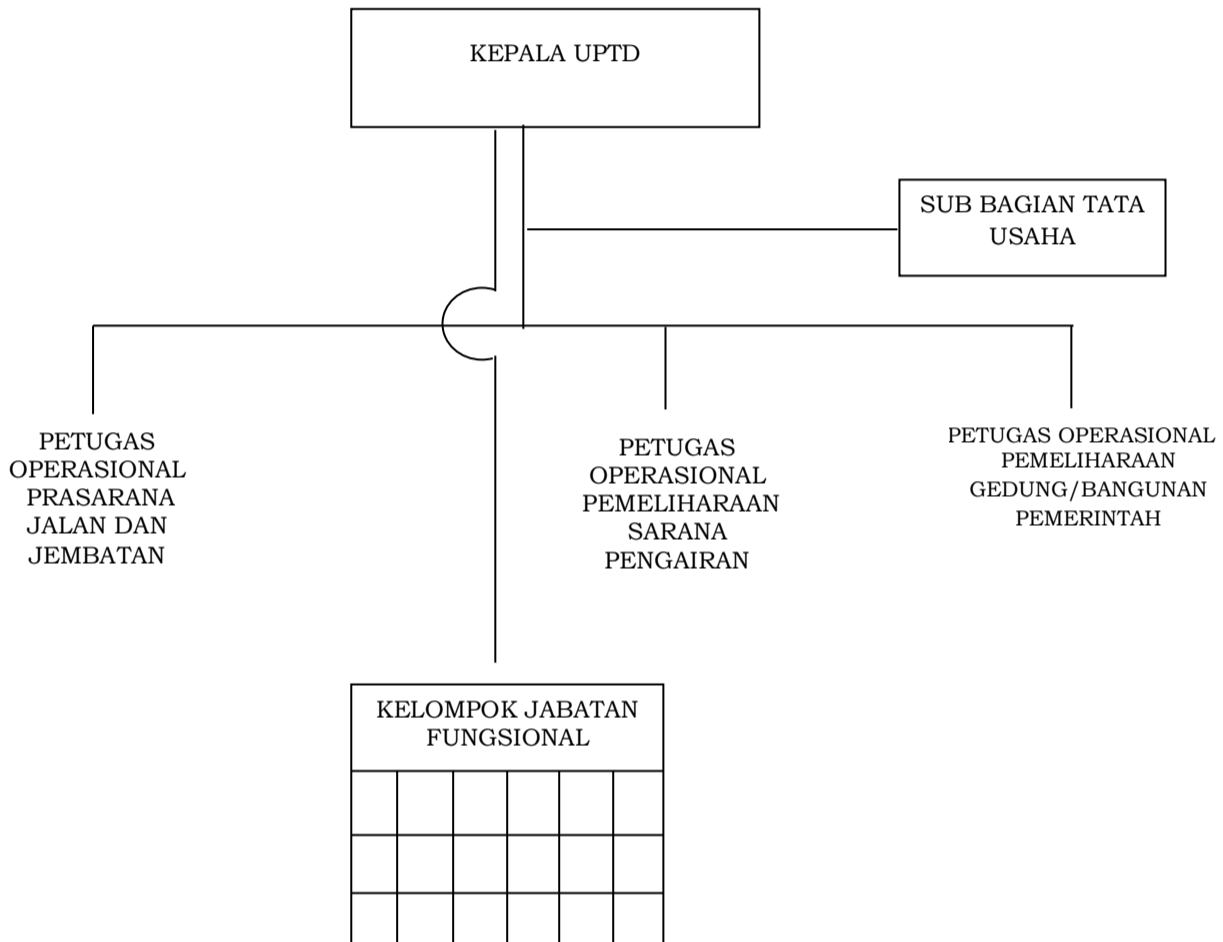 KEPALA UPTD
SUB BAGIAN TATA
USAHA
PETUGAS
OPERASIONAL
PRASARANA
JALAN DAN
JEMBATAN
PETUGAS
OPERASIONAL
PEMELIHARAAN
SARANA
PENGAIRAN
PETUGAS OPERASIONAL
PEMELIHARAAN
GEDUNG/BANGUNAN
PEMERINTAH
KELOMPOK JABATAN
FUNGSIONAL